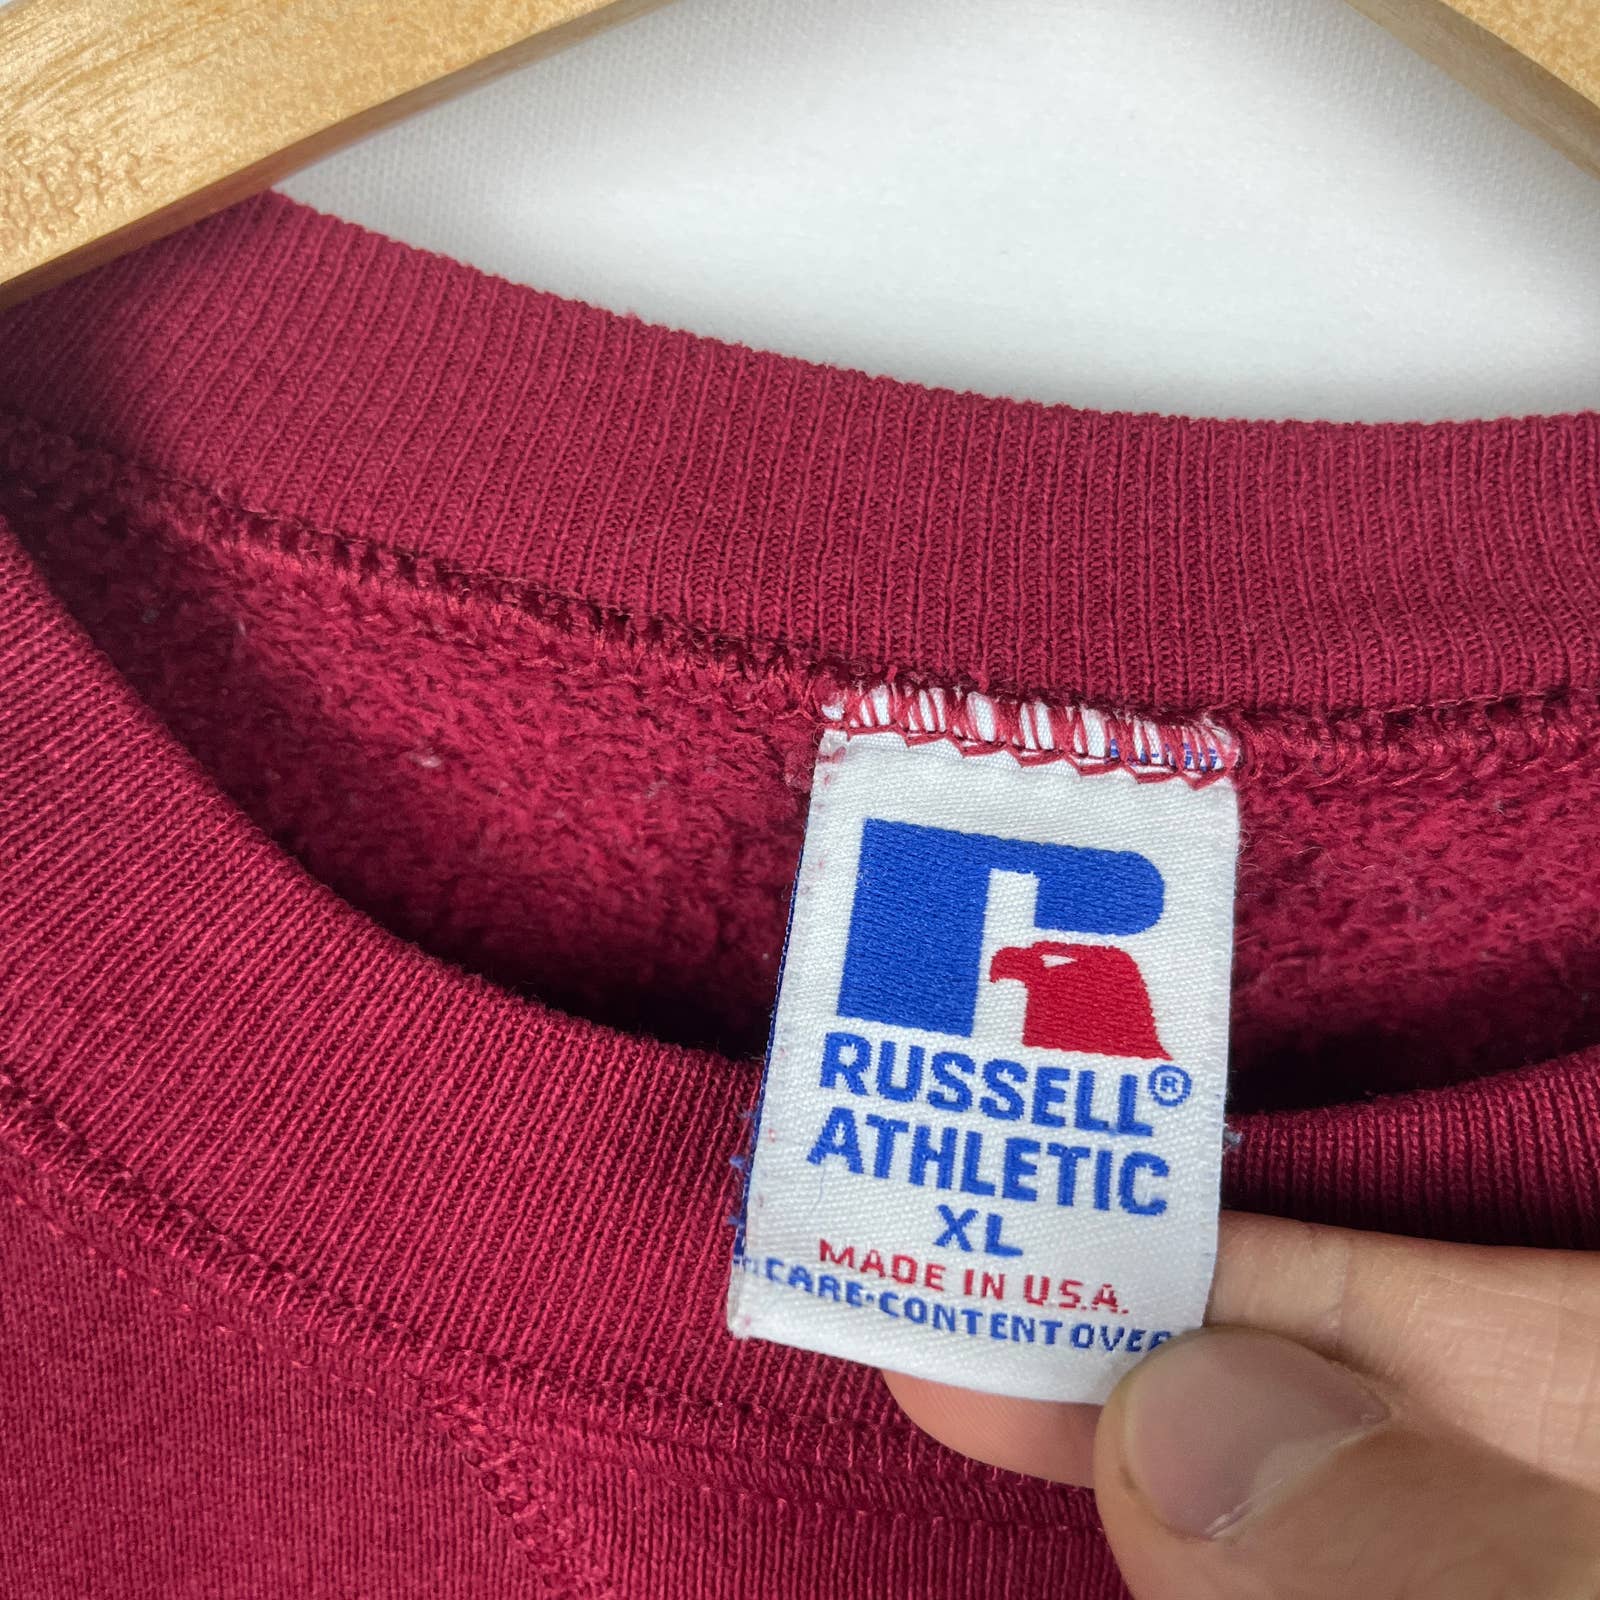 RUSSELL®
ATHLETIC
XL
MADE IN U.S.A.
CARE·CONTENT OVER